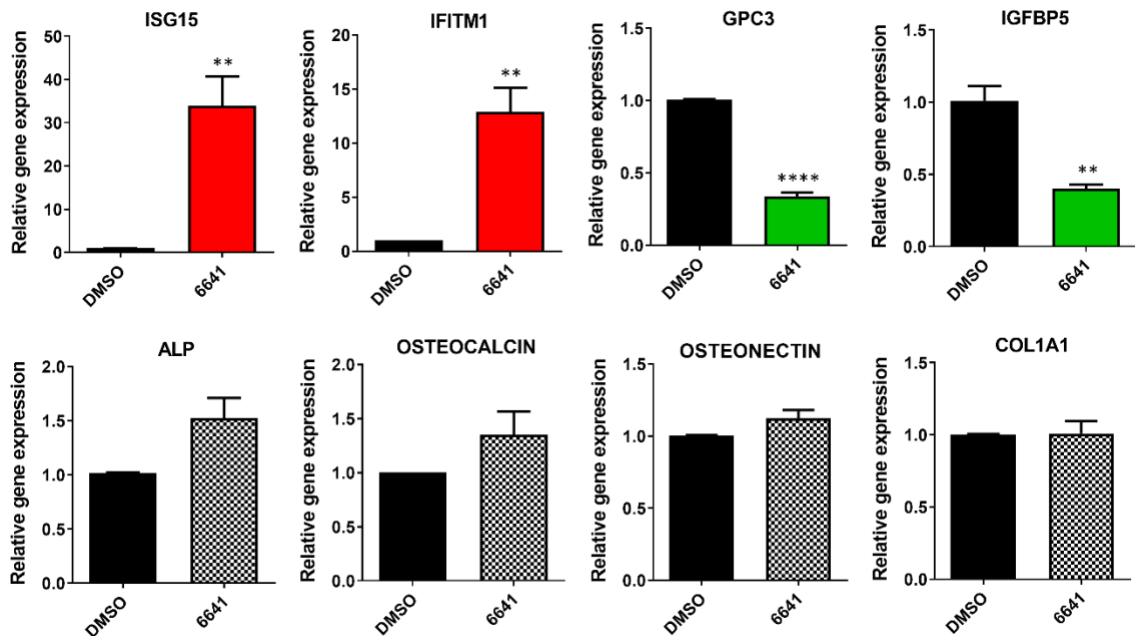 ISG15
Relative gene expression
50
40
30
20
10
0
**
DMSO
6641
IFITM1
Relative gene expression
20
15
10
5
0
**
DMSO
6641
GPC3
Relative gene expression
1.5
1.0
0.5
0.0
****
DMSO
6641
IGFBP5
Relative gene expression
1.5
1.0
0.5
0.0
**
DMSO
6641
ALP
Relative gene expression
2.0
1.5
1.0
0.5
0.0
DMSO
6641
OSTEOCALCIN
Relative gene expression
2.0
1.5
1.0
0.5
0.0
DMSO
6641
OSTEONECTIN
Relative gene expression
1.5
1.0
0.5
0.0
DMSO
6641
COL1A1
Relative gene expression
1.5
1.0
0.5
0.0
DMSO
6641